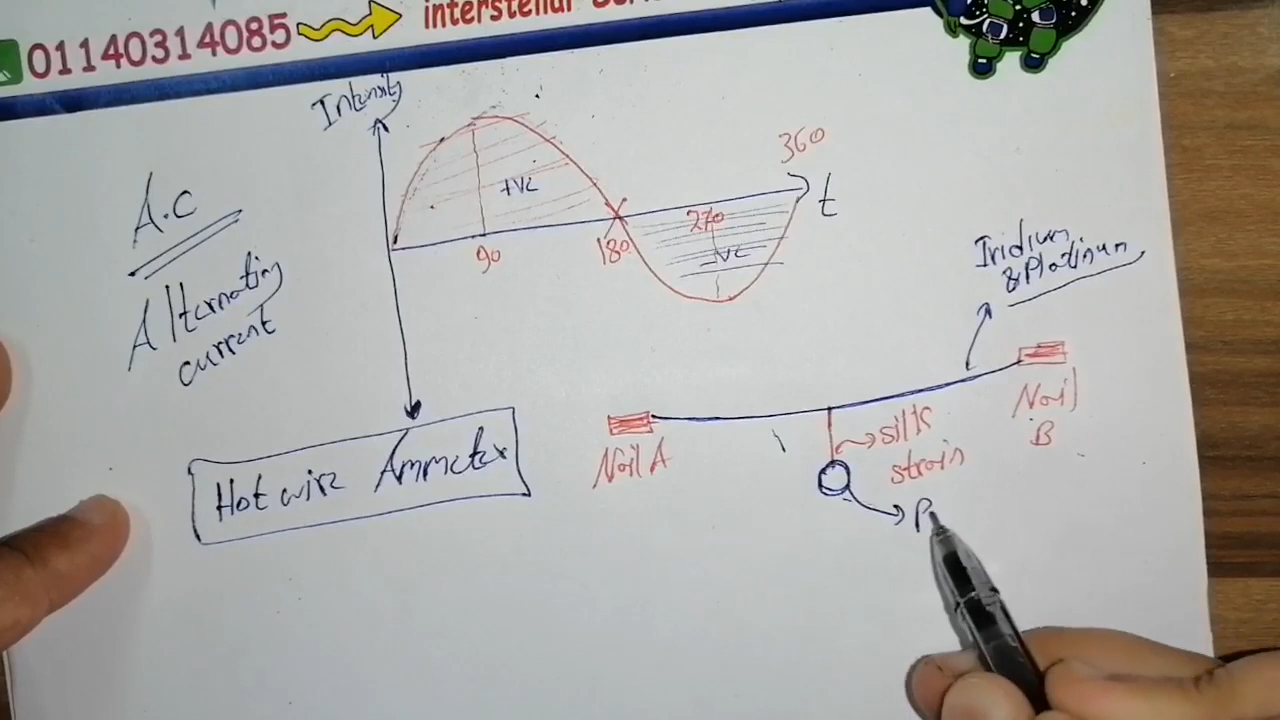 01140314085
interstellar
Intensity
A.C
Alternating
current
+ve
90
180
270
-ve
360
t
Iridium
& Platinum
Nail A
Nail
B
silk
strain
P
Hot wire Ammeter